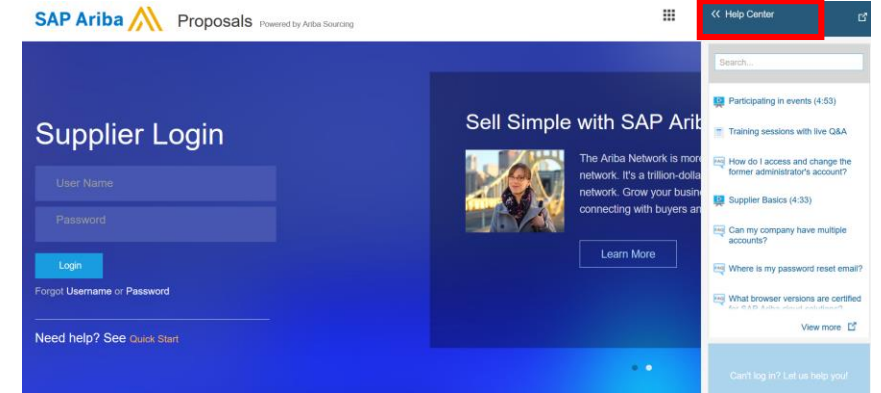 SAP Ariba Proposals Powered by Ariba Sourcing
« Help Center
Supplier Login
User Name
Password
Login
Forgot Username or Password
Need help? See Quick Start
Sell Simple with SAP Arib
The Ariba Network is more
network. It's a trillion-dolla
network. Grow your busin
connecting with buyers an
Learn More
Search...
Participating in events (4:53)
Training sessions with live Q&A
How do I access and change the
former administrator's account?
Supplier Basics (4:33)
Can my company have multiple
accounts?
Where is my password reset email?
What browser versions are certified
View more
Can't log in? Let us help you!